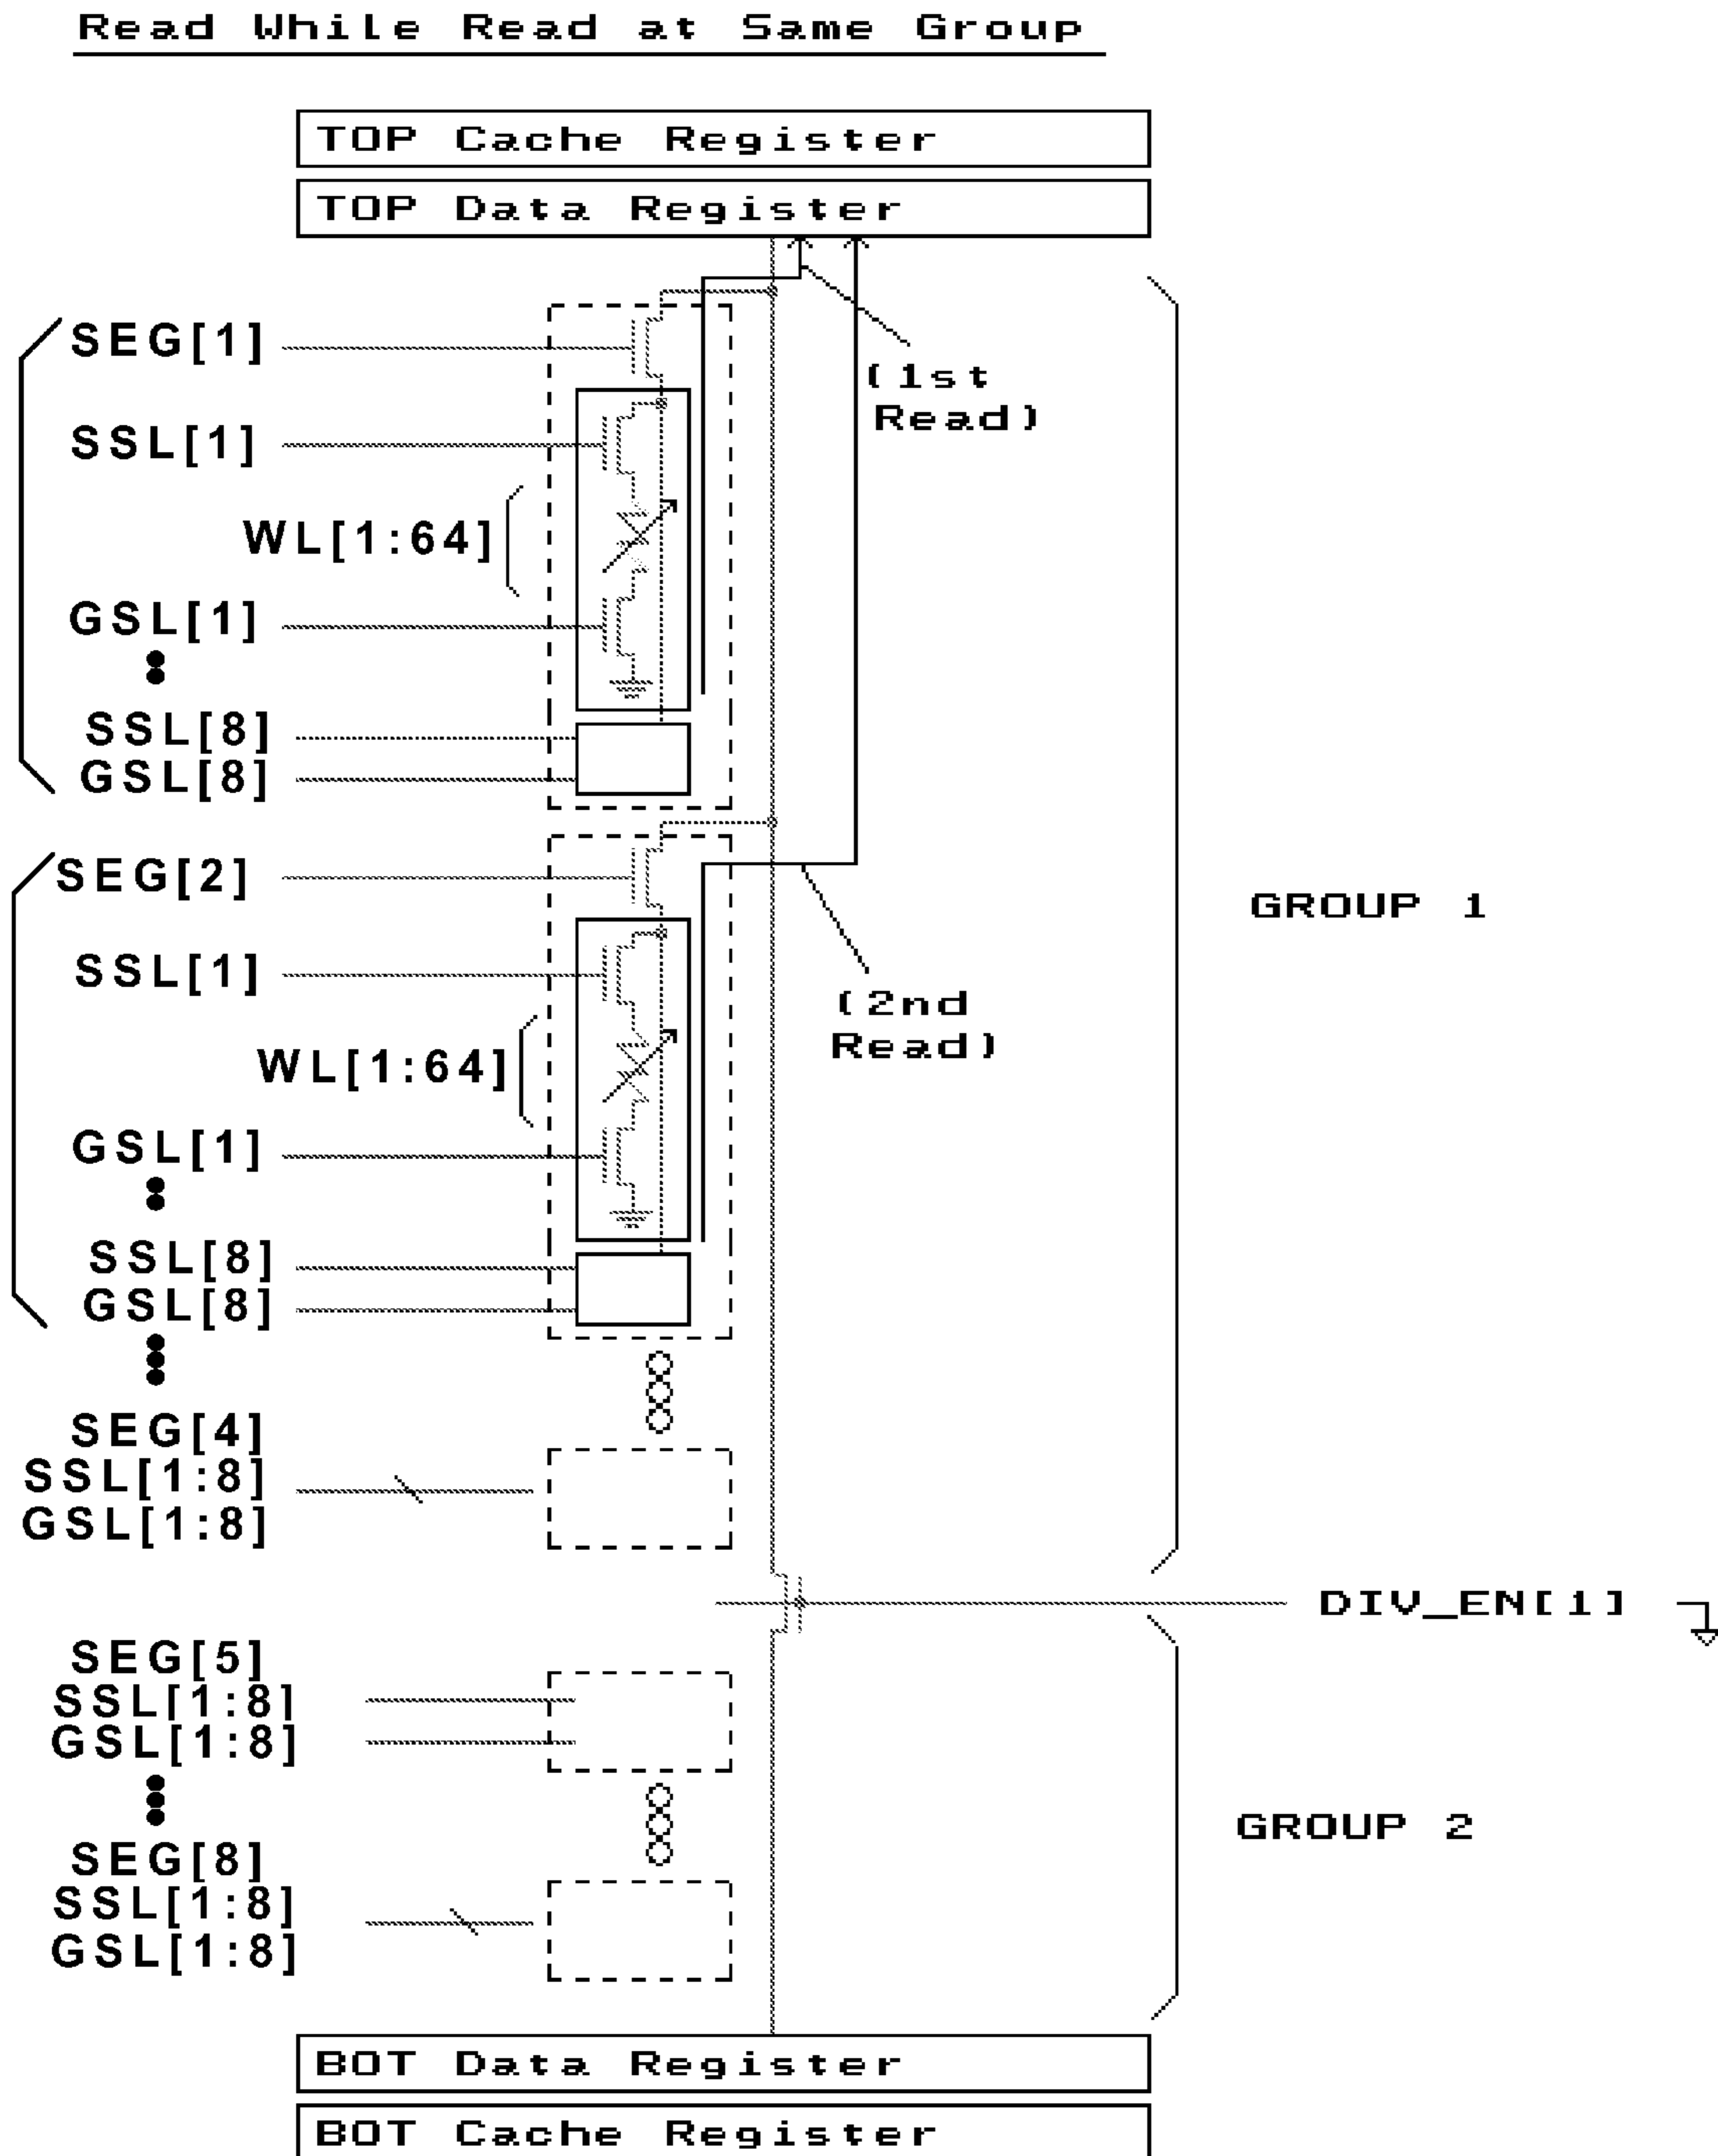 Read While Read at Same Group
TOP Cache Register
TOP Data Register
SEG[1]
(1st
Read)
SSL[1]
WL[1:64]
GSL[1]
SSL[8]
GSL[8]
SEG[2]
GROUP 1
SSL[1]
(2nd
Read)
WL[1:64]
GSL[1]
SSL[8]
GSL[8]
SEG[4]
SSL[1:8]
GSL[1:8]
DIV_EN[1]
SEG[5]
SSL[1:8]
GSL[1:8]
GROUP 2
SEG[8]
SSL[1:8]
GSL[1:8]
BOT Data Register
BOT Cache Register